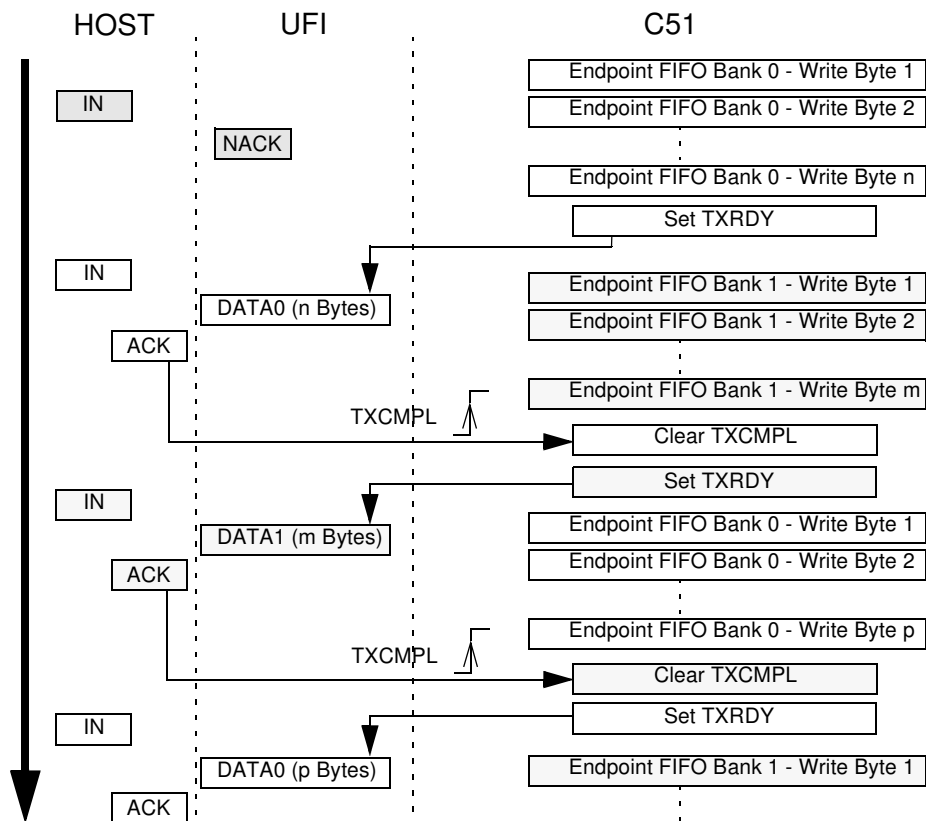 HOST UFI C51
Endpoint FIFO Bank 0 - Write Byte 1
IN
Endpoint FIFO Bank 0 - Write Byte 2
NACK
Endpoint FIFO Bank 0 - Write Byte n
Set TXRDY
IN
Endpoint FIFO Bank 1 - Write Byte 1
DATA0 (n Bytes)
Endpoint FIFO Bank 1 - Write Byte 2
ACK
Endpoint FIFO Bank 1 - Write Byte m
TXCMPL
Clear TXCMPL
Set TXRDY
IN
Endpoint FIFO Bank 0 - Write Byte 1
DATA1 (m Bytes)
Endpoint FIFO Bank 0 - Write Byte 2
ACK
Endpoint FIFO Bank 0 - Write Byte p
TXCMPL
Clear TXCMPL
Set TXRDY
IN
DATA0 (p Bytes)
Endpoint FIFO Bank 1 - Write Byte 1
ACK